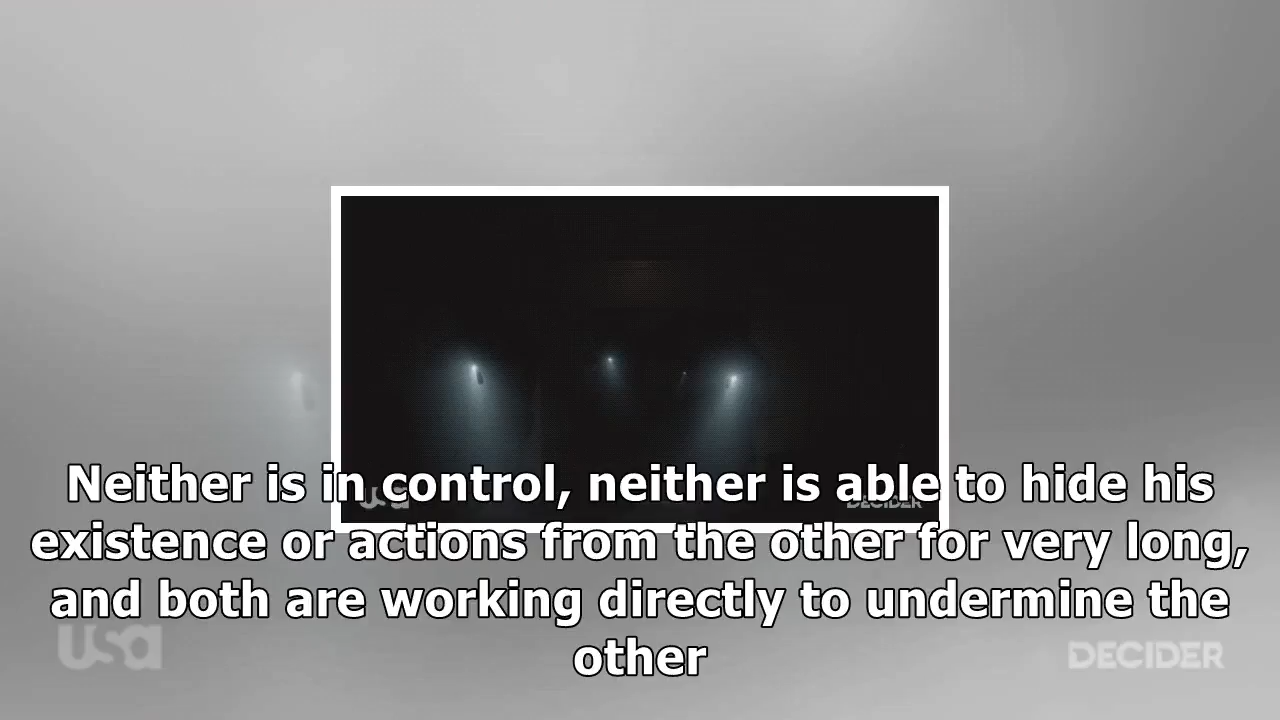 Neither is in control, neither is able to hide his
existence or actions from the other for very long,
and both are working directly to undermine the
other
usa
DECIDER
usa
DECIDER